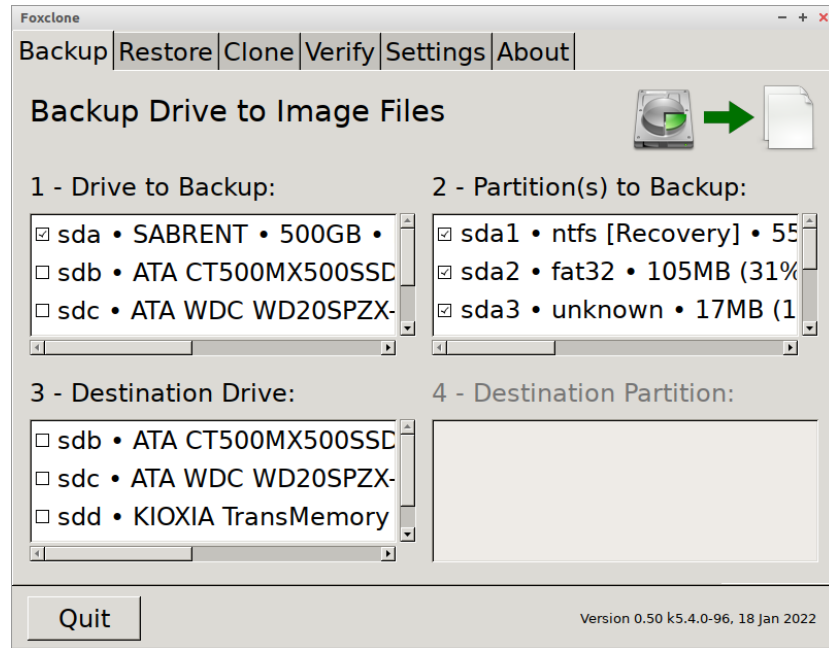 Foxclone
Backup Restore Clone Verify Settings About
Backup Drive to Image Files
1 - Drive to Backup:
sda • SABRENT • 500GB •
sdb • ATA CT500MX500SSD
sdc • ATA WDC WD20SPZX-
2 - Partition(s) to Backup:
sda1 • ntfs [Recovery] • 55
sda2 • fat32 • 105MB (31%
sda3 • unknown • 17MB (1
3 - Destination Drive:
sdb • ATA CT500MX500SSD
sdc • ATA WDC WD20SPZX-
sdd • KIOXIA TransMemory
4 - Destination Partition:
Quit
Version 0.50 k5.4.0-96, 18 Jan 2022